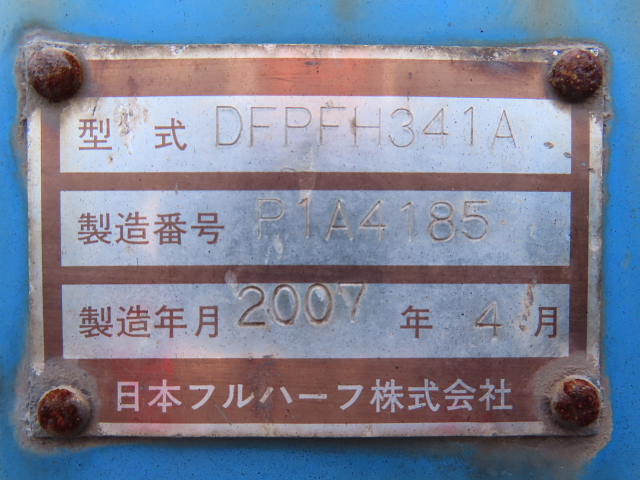 型 式 DFPFH341A
製造番号 P1A4185
製造年月 2007 年 4 月
日本フルハーフ株式会社